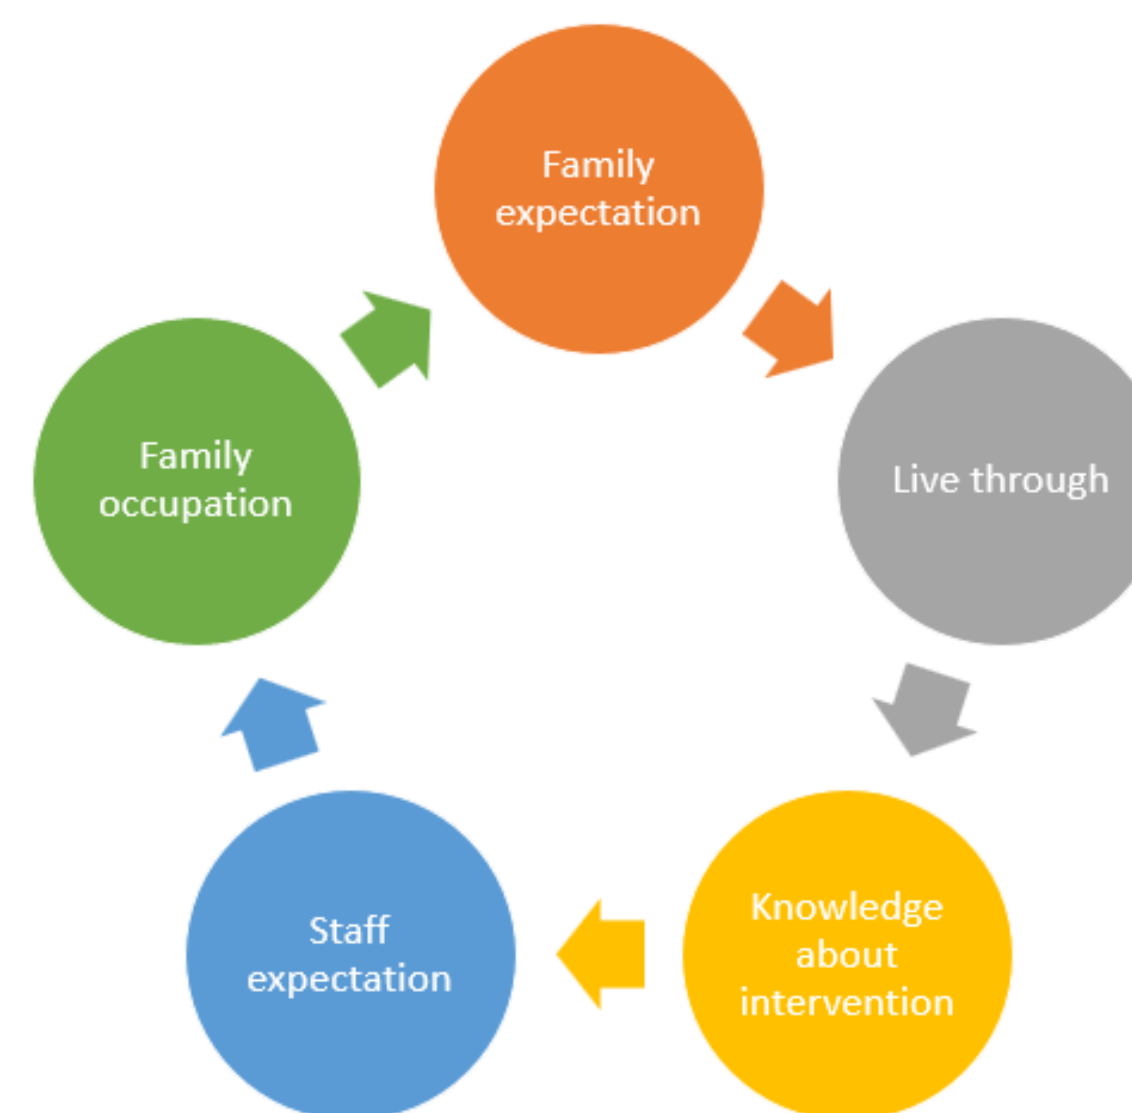 Family
expectation
Live through
Knowledge
about
intervention
Staff
expectation
Family
occupation